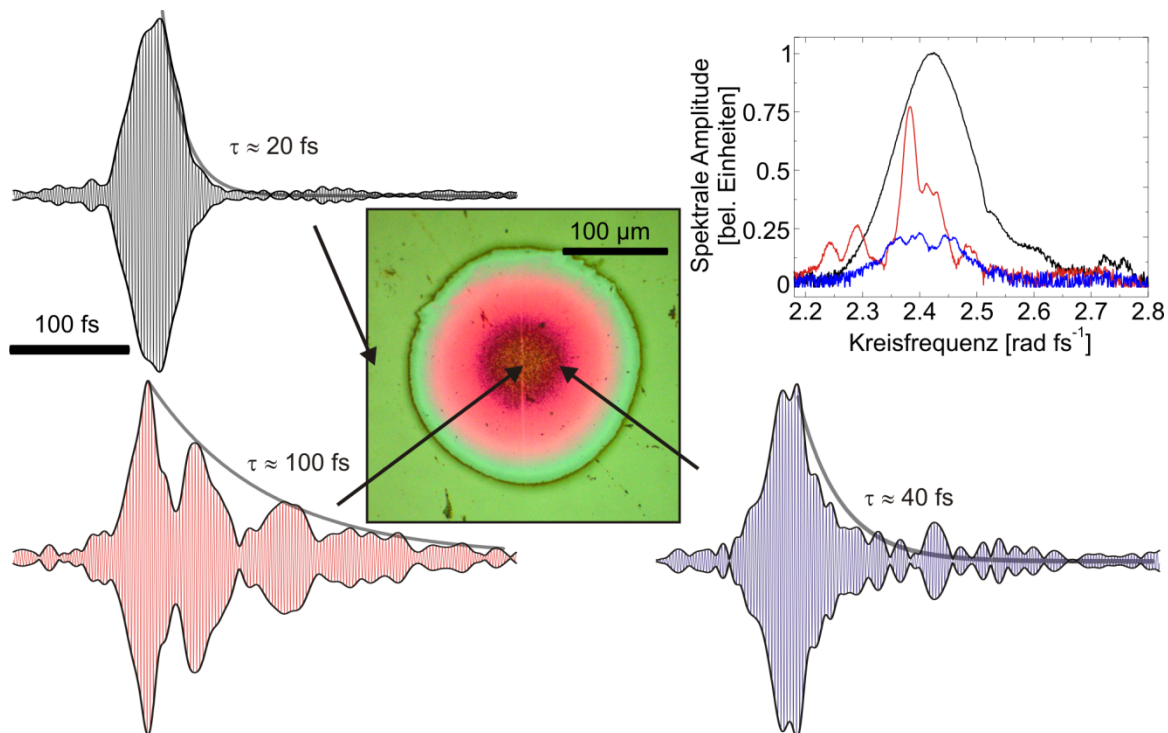 τ ≈ 20 fs
100 fs
100 µm
Spektrale Amplitude
[bel. Einheiten]
1
0.75
0.5
0.25
0
2.2 2.3 2.4 2.5 2.6 2.7 2.8
Kreisfrequenz [rad fs⁻¹]
τ ≈ 100 fs
τ ≈ 40 fs